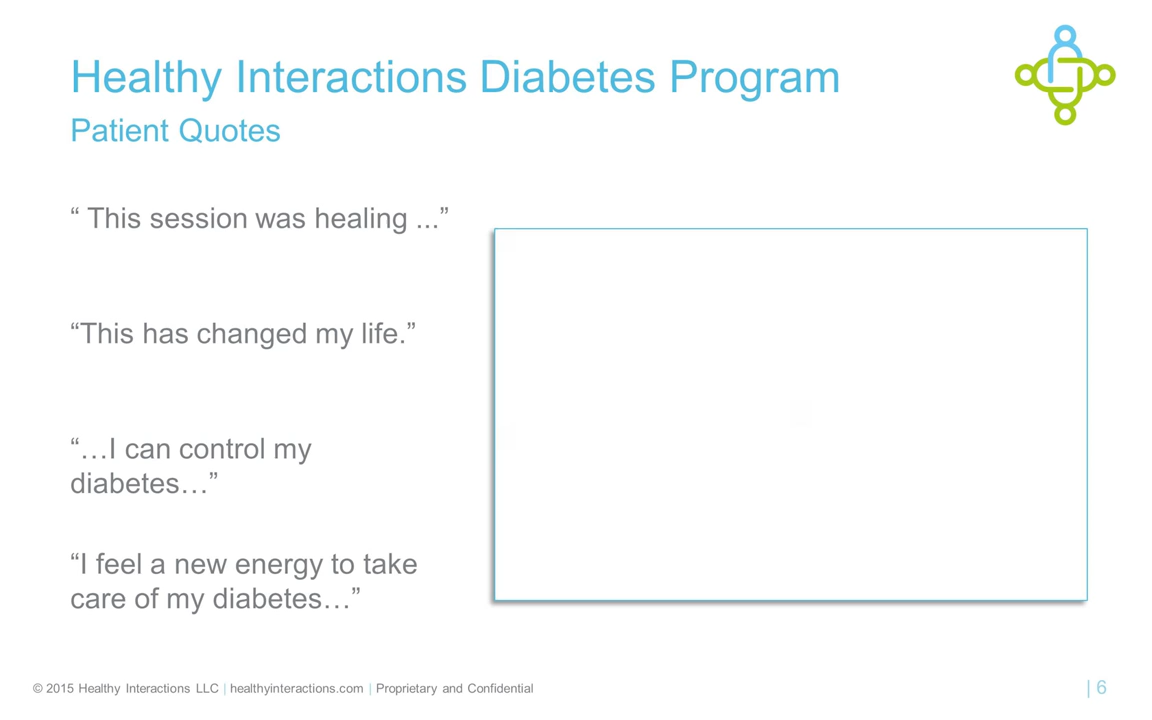 Healthy Interactions Diabetes Program
Patient Quotes
“ This session was healing ...”
“This has changed my life.”
“…I can control my
diabetes…”
“I feel a new energy to take
care of my diabetes…”
© 2015 Healthy Interactions LLC | healthyinteractions.com | Proprietary and Confidential
| 6